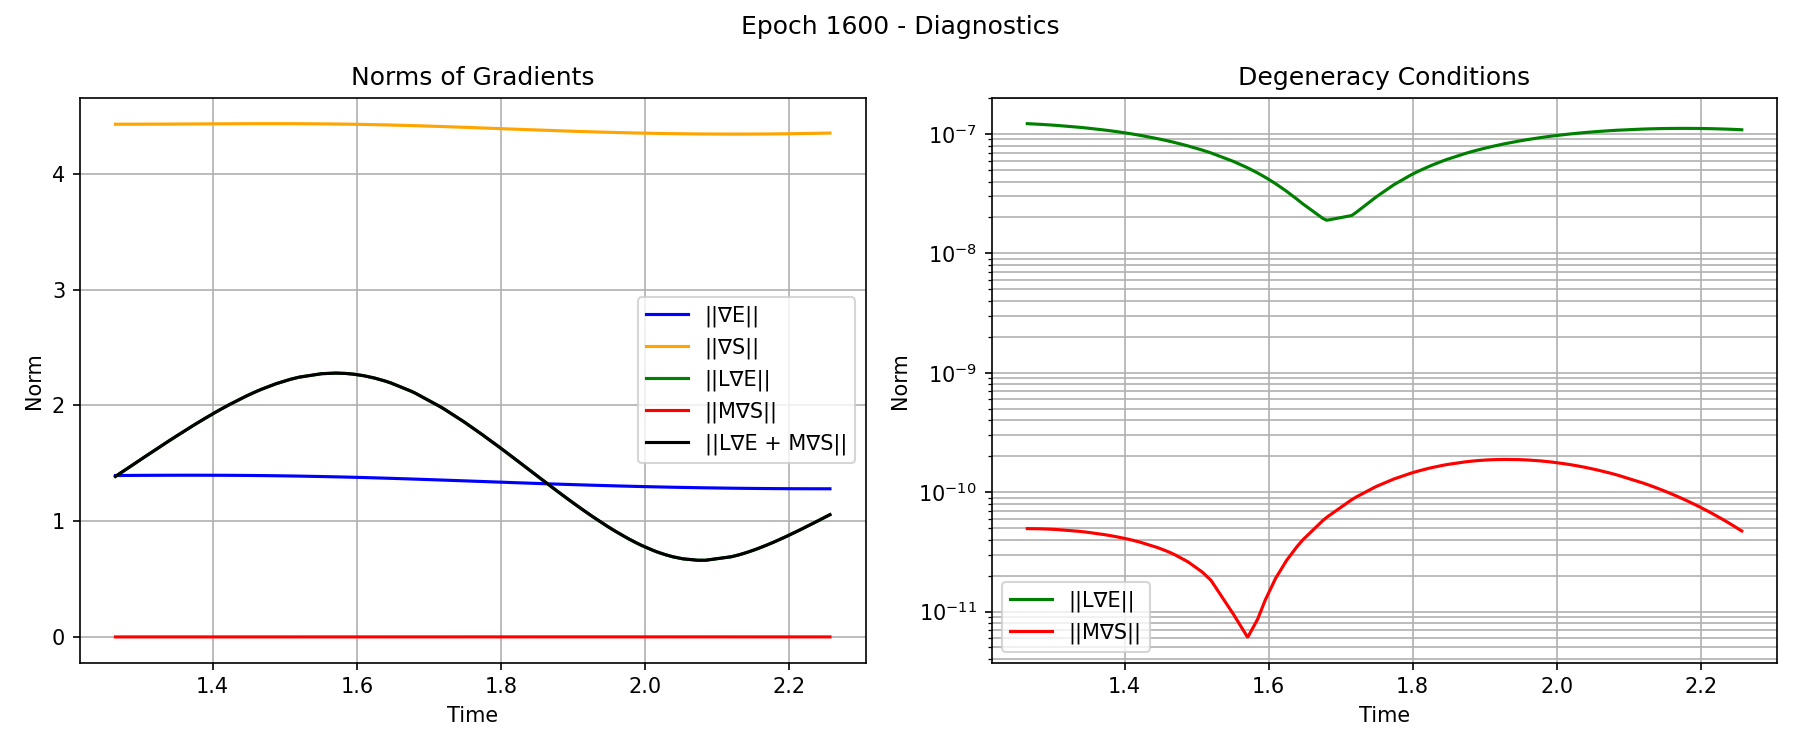 Epoch 1600 - Diagnostics
Norms of Gradients
Norm
4
3
2
1
0
1.4 1.6 1.8 2.0 2.2
Time
||∇E||
||∇S||
||L∇E||
||M∇S||
||L∇E + M∇S||
Degeneracy Conditions
Norm
10⁻⁷
10⁻⁸
10⁻⁹
10⁻¹⁰
10⁻¹¹
1.4 1.6 1.8 2.0 2.2
Time
||L∇E||
||M∇S||